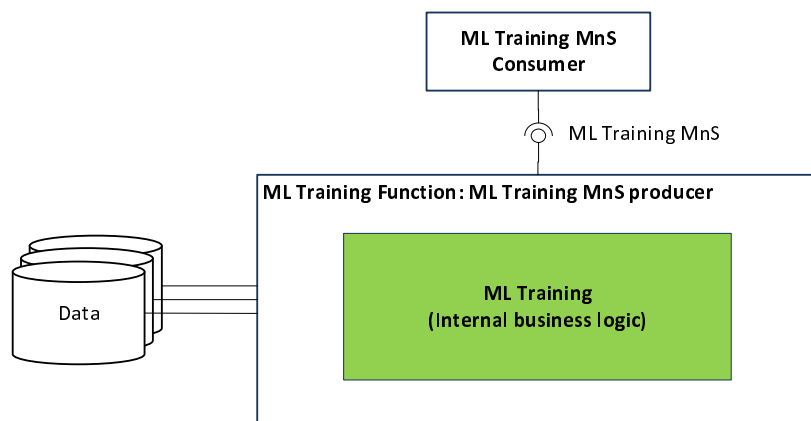 ML Training MnS
Consumer
ML Training MnS
ML Training Function: ML Training MnS producer
Data
ML Training
(Internal business logic)